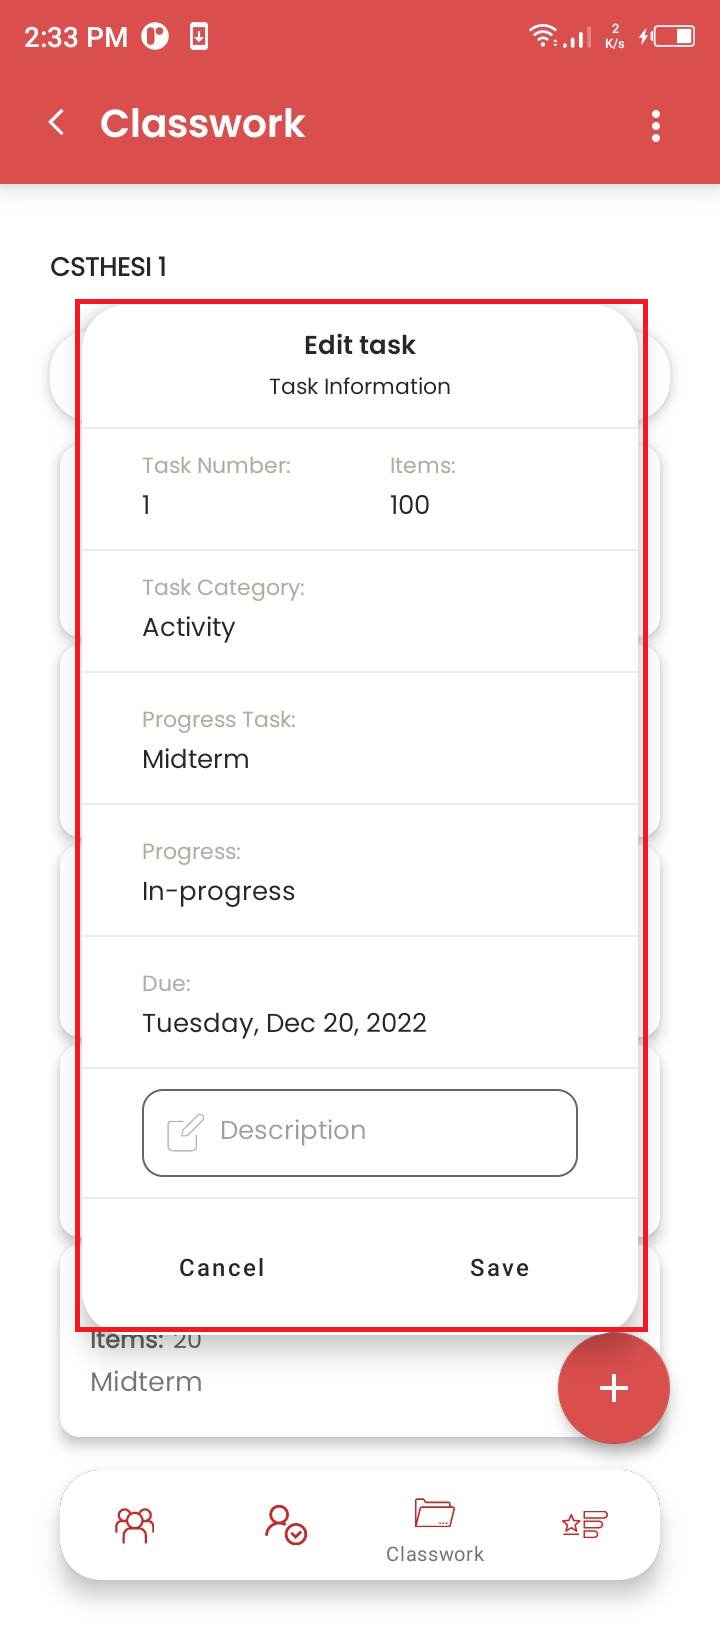 2:33 PM
2
K/s
Classwork
CSTHESI 1
Edit task
Task Information
Task Number: Items:
1 100
Task Category:
Activity
Progress Task:
Midterm
Progress:
In-progress
Due:
Tuesday, Dec 20, 2022
Description
Cancel Save
Items: 20
Midterm
Classwork